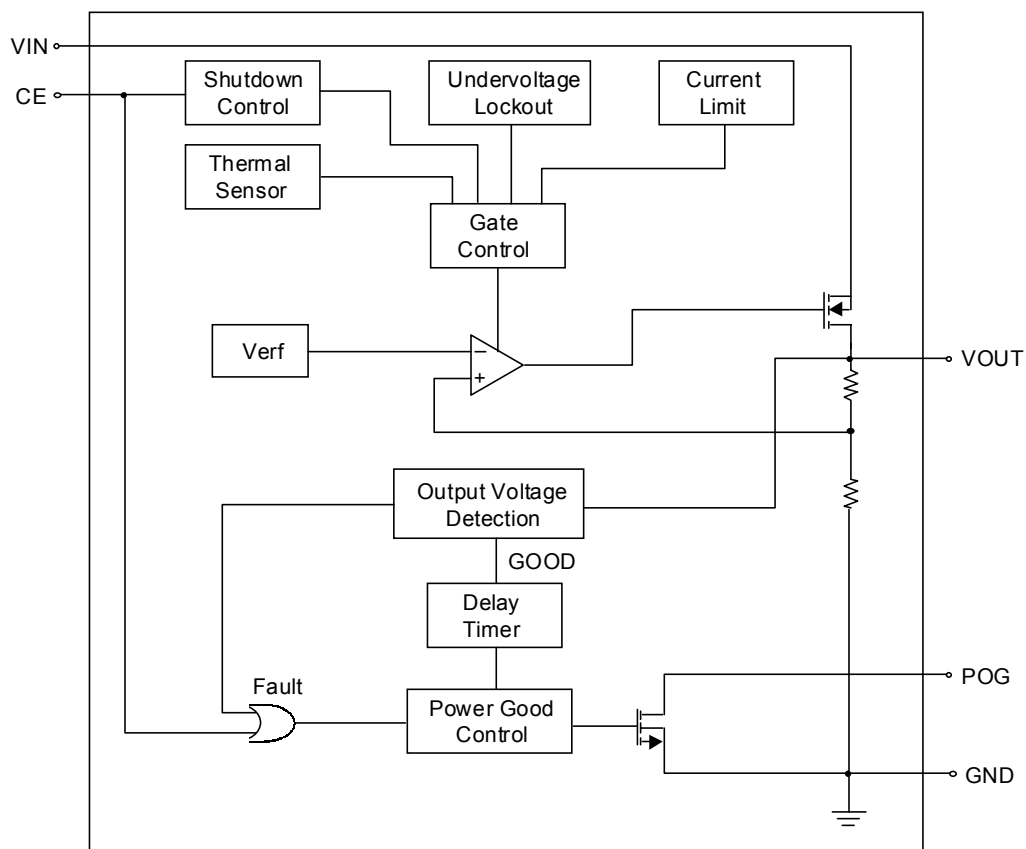 VIN
CE
Shutdown
Control
Undervoltage
Lockout
Current
Limit
Thermal
Sensor
Gate
Control
Verf
−
+
VOUT
Output Voltage
Detection
GOOD
Delay
Timer
Fault
Power Good
Control
POG
GND